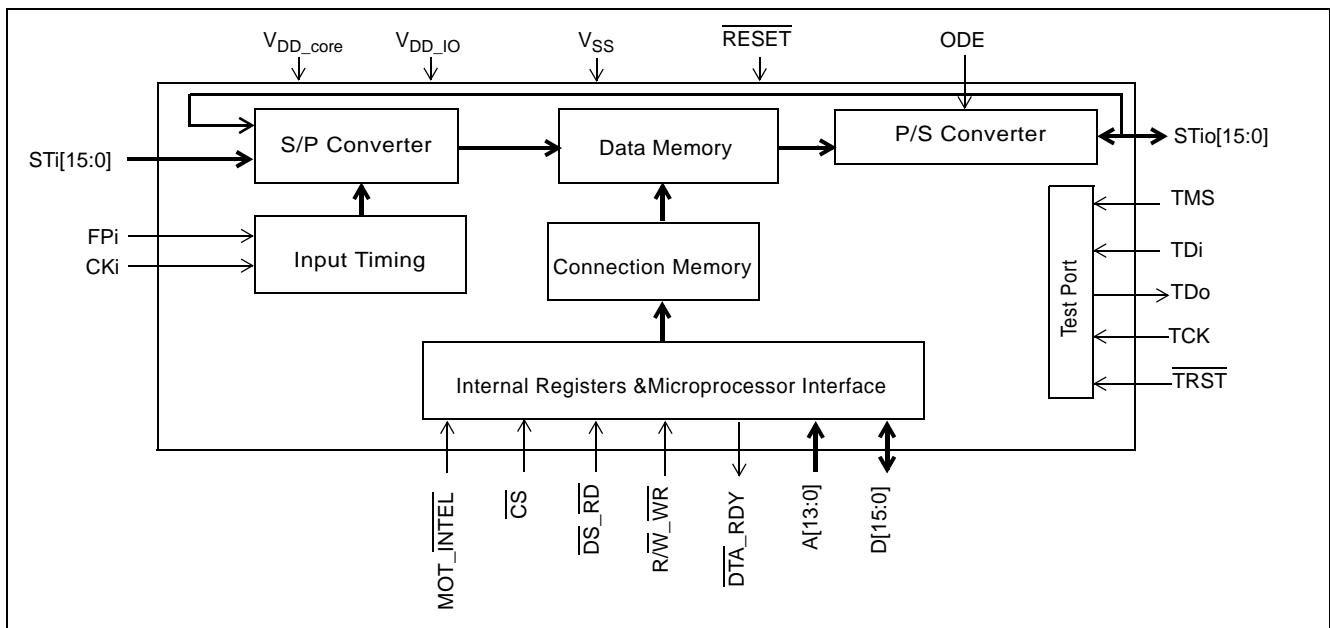 VDD_core VDD_IO VSS RESET ODE
S/P Converter
Data Memory
P/S Converter
STi[15:0]
STio[15:0]
FPi
CKi
Input Timing
Connection Memory
Test Port
TMS
TDi
TDo
TCK
TRST
Internal Registers &Microprocessor Interface
MOT_INTEL
CS
DS_RD
R/W_WR
DTA_RDY
A[13:0]
D[15:0]